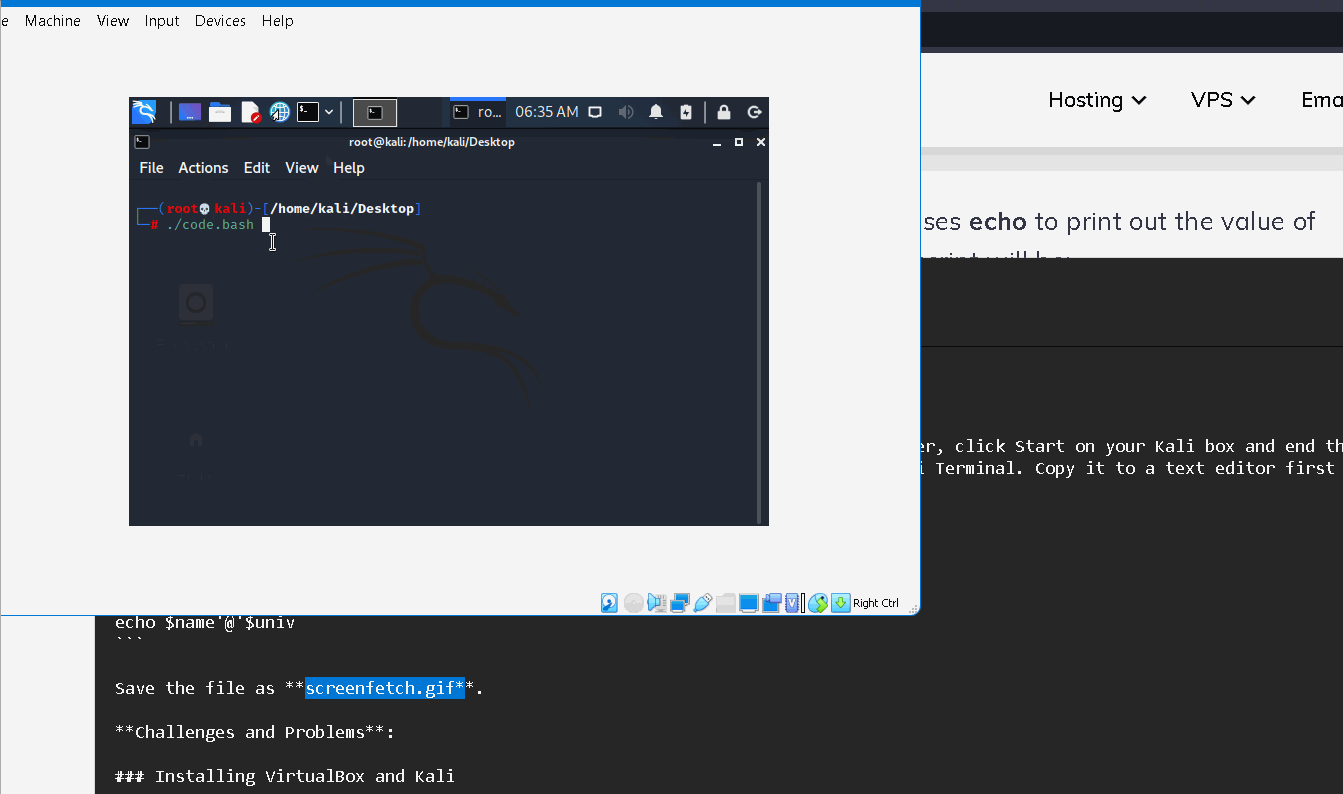 e Machine View Input Devices Help
Hosting VPS Ema
ro... 06:35 AM
root@kali:/home/kali/Desktop
File Actions Edit View Help
(root💀kali)-[/home/kali/Desktop]
# ./code.bash
ses echo to print out the value of
er, click Start on your Kali box and end th
i Terminal. Copy it to a text editor first
Right Ctrl
echo $name'@'$univ
```
Save the file as **screenfetch.gif**.
**Challenges and Problems**:
### Installing VirtualBox and Kali